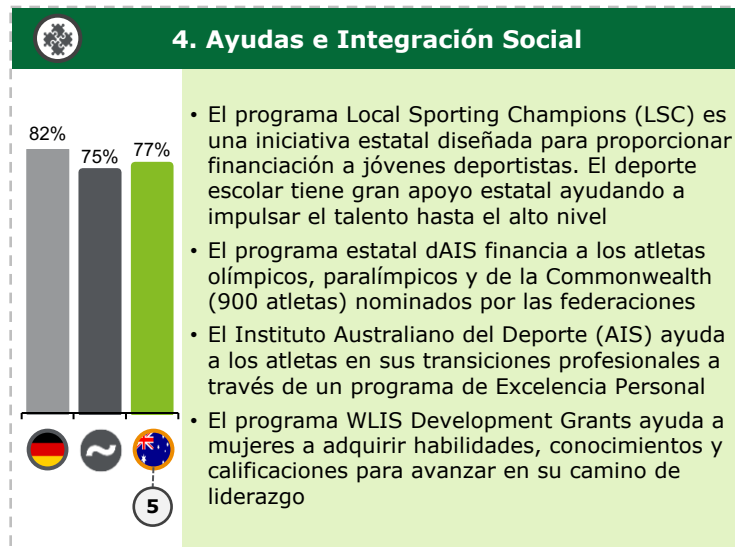 4. Ayudas e Integración Social
82%
75%
77%
5
• El programa Local Sporting Champions (LSC) es
una iniciativa estatal diseñada para proporcionar
financiación a jóvenes deportistas. El deporte
escolar tiene gran apoyo estatal ayudando a
impulsar el talento hasta el alto nivel
• El programa estatal dAIS financia a los atletas
olímpicos, paralímpicos y de la Commonwealth
(900 atletas) nominados por las federaciones
• El Instituto Australiano del Deporte (AIS) ayuda
a los atletas en sus transiciones profesionales a
través de un programa de Excelencia Personal
• El programa WLIS Development Grants ayuda a
mujeres a adquirir habilidades, conocimientos y
calificaciones para avanzar en su camino de
liderazgo